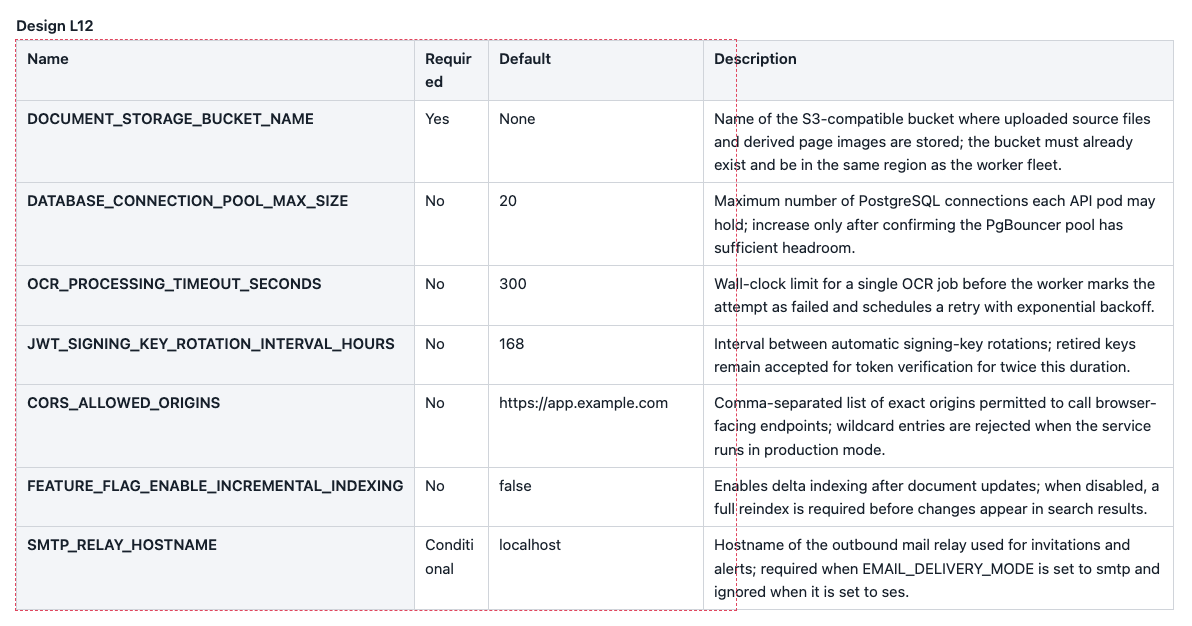 Design L12
Name
Requir
ed
Default
Description
DOCUMENT_STORAGE_BUCKET_NAME
Yes
None
Name of the S3-compatible bucket where uploaded source files
and derived page images are stored; the bucket must already
exist and be in the same region as the worker fleet.
DATABASE_CONNECTION_POOL_MAX_SIZE
No
20
Maximum number of PostgreSQL connections each API pod may
hold; increase only after confirming the PgBouncer pool has
sufficient headroom.
OCR_PROCESSING_TIMEOUT_SECONDS
No
300
Wall-clock limit for a single OCR job before the worker marks the
attempt as failed and schedules a retry with exponential backoff.
JWT_SIGNING_KEY_ROTATION_INTERVAL_HOURS
No
168
Interval between automatic signing-key rotations; retired keys
remain accepted for token verification for twice this duration.
CORS_ALLOWED_ORIGINS
No
https://app.example.com
Comma-separated list of exact origins permitted to call browser-
facing endpoints; wildcard entries are rejected when the service
runs in production mode.
FEATURE_FLAG_ENABLE_INCREMENTAL_INDEXING
No
false
Enables delta indexing after document updates; when disabled, a
full reindex is required before changes appear in search results.
SMTP_RELAY_HOSTNAME
Conditi
onal
localhost
Hostname of the outbound mail relay used for invitations and
alerts; required when EMAIL_DELIVERY_MODE is set to smtp and
ignored when it is set to ses.